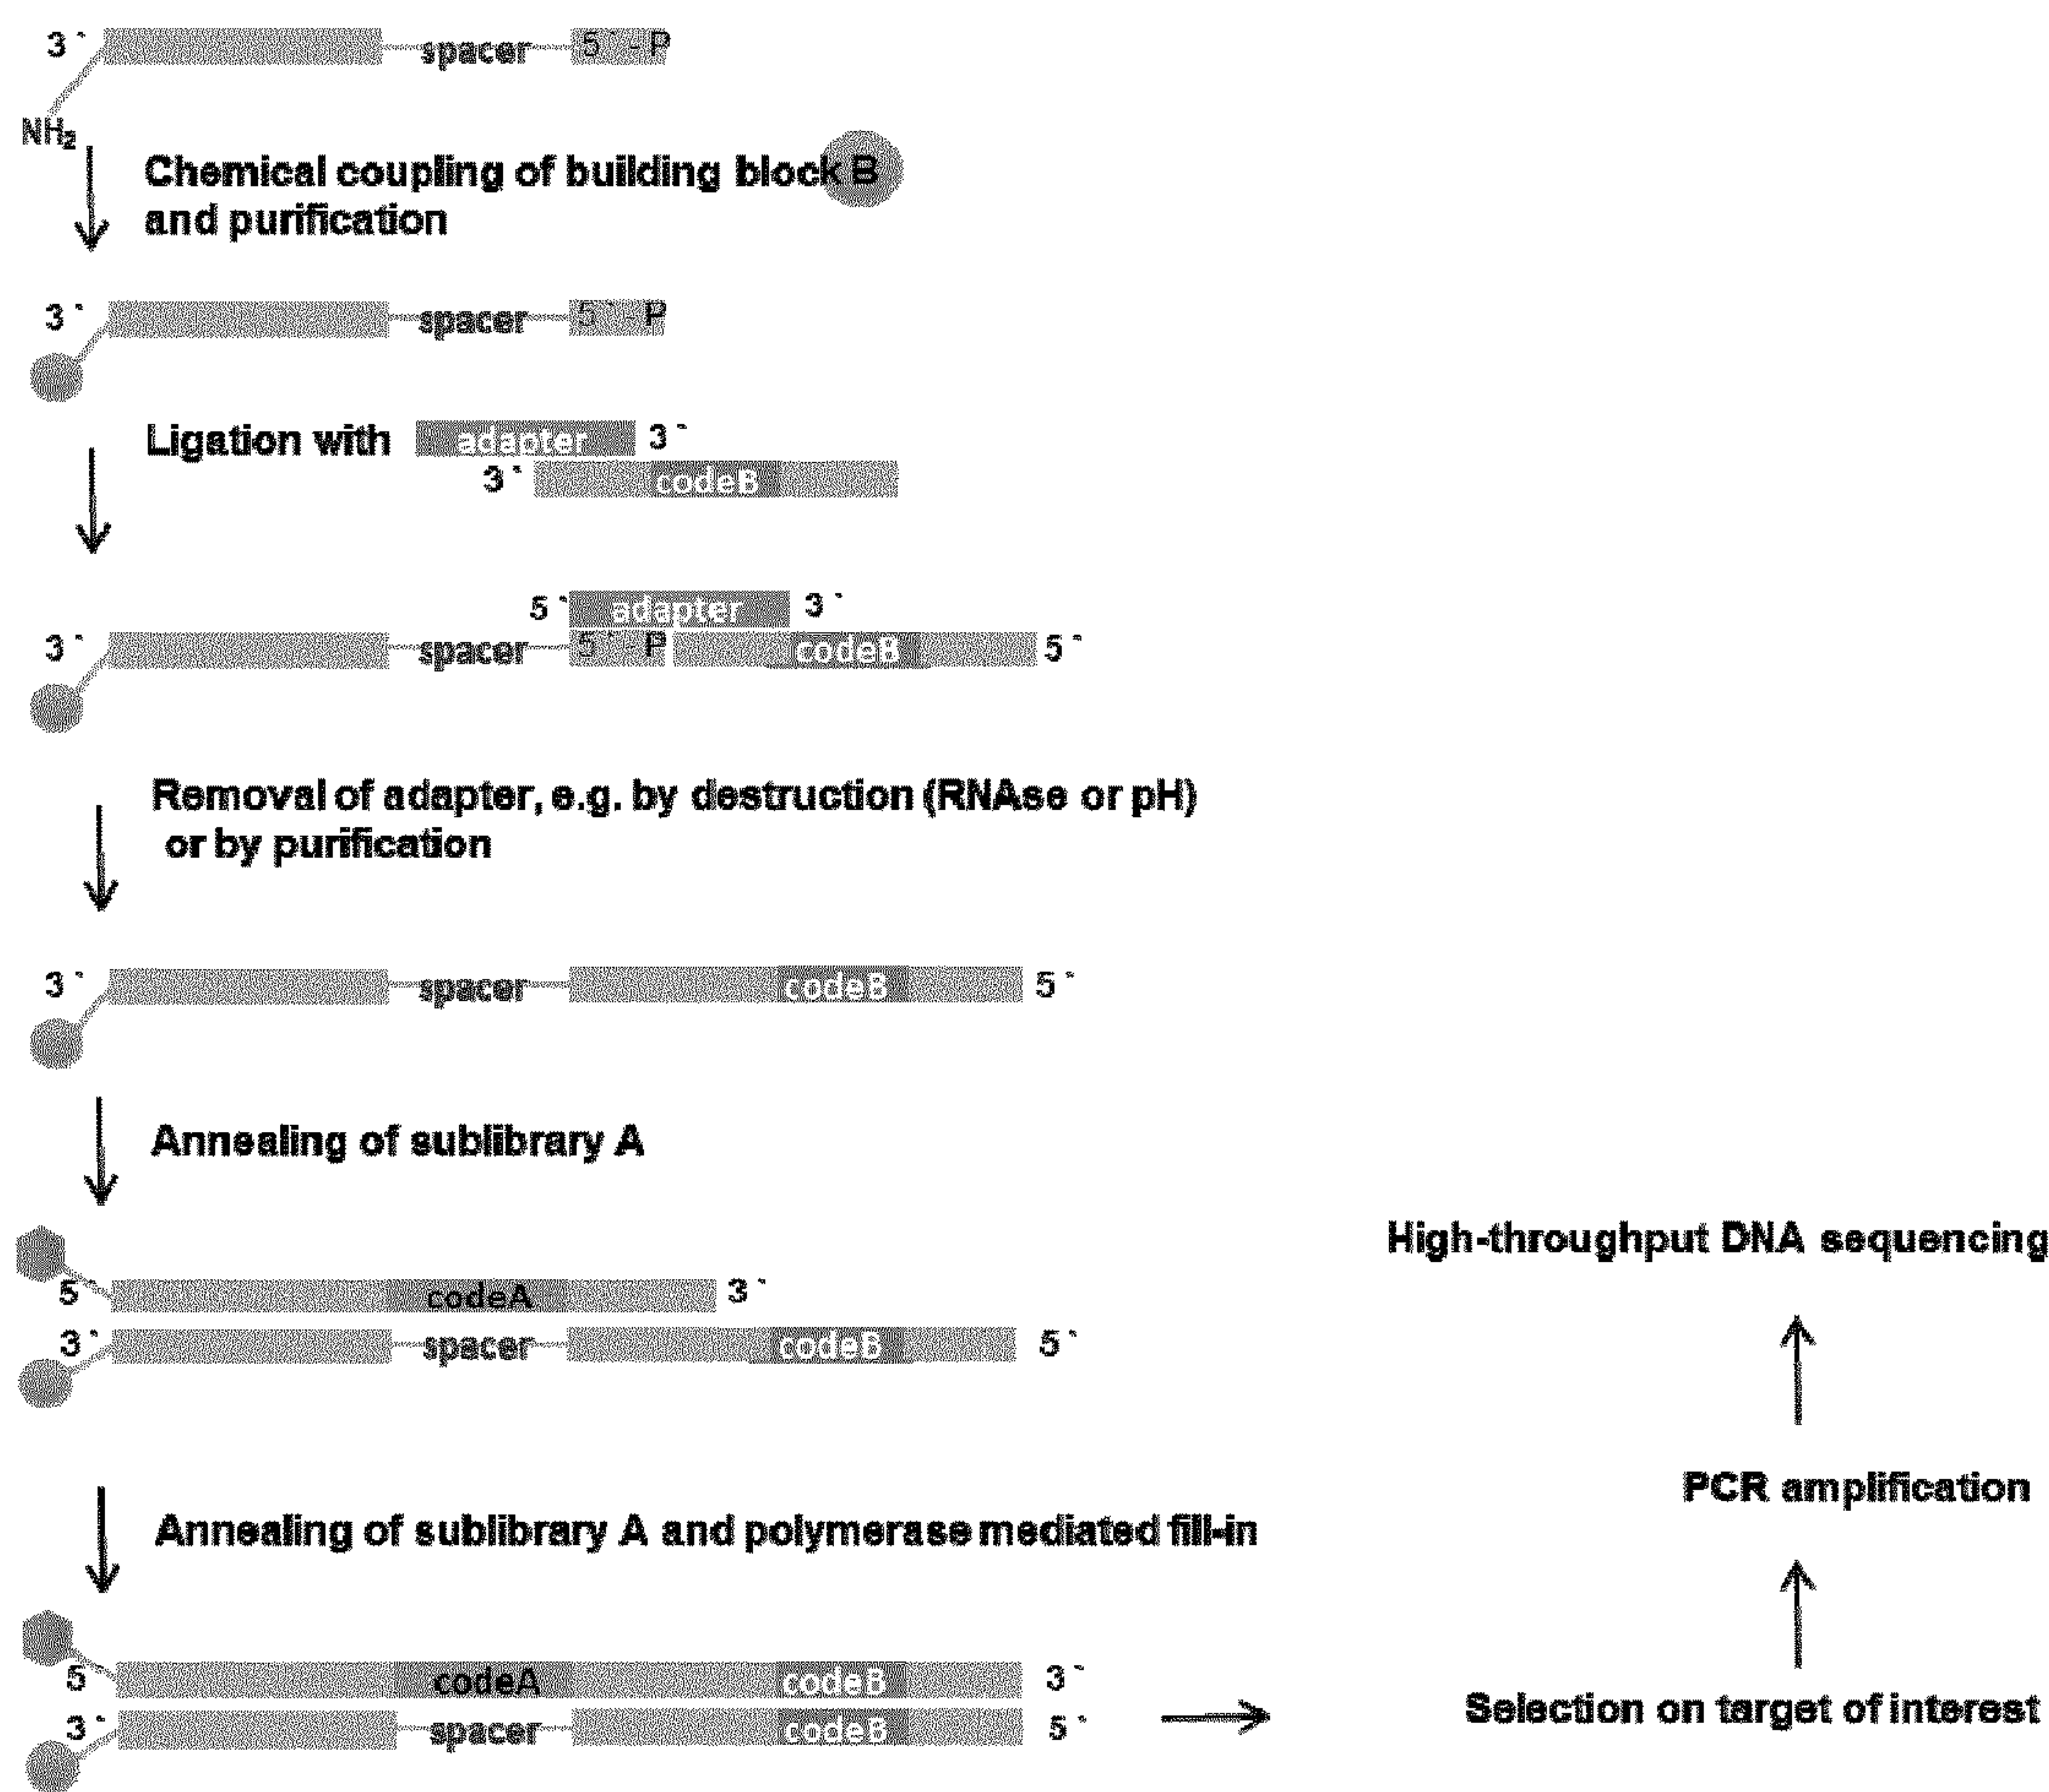 3` spacer 5`-P
NH₂
Chemical coupling of building block B
and purification
3` spacer 5`-P
Ligation with adapter 3`
3` codeB
5` adapter 3`
3` spacer 5`-P codeB 5`
Removal of adapter, e.g. by destruction (RNAse or pH)
or by purification
3` spacer codeB 5`
Annealing of sublibrary A
5` codeA 3`
3` spacer codeB 5`
Annealing of sublibrary A and polymerase mediated fill-in
5` codeA codeB 3`
3` spacer codeB 5`
Selection on target of interest
PCR amplification
High-throughput DNA sequencing